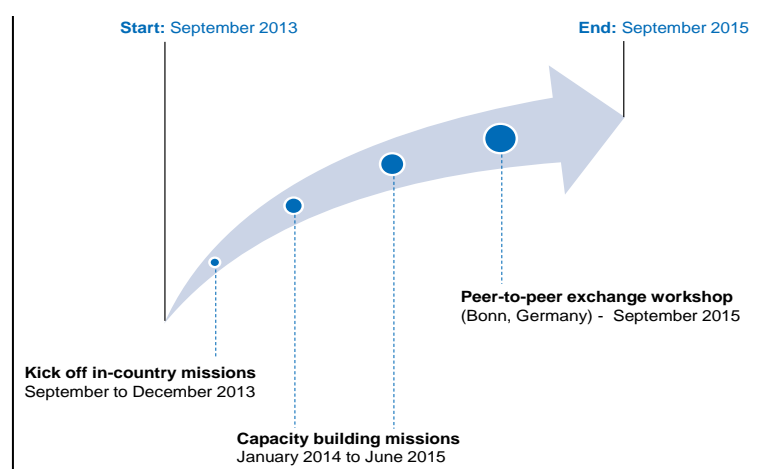 Start: September 2013
End: September 2015
Peer-to-peer exchange workshop
(Bonn, Germany) - September 2015
Kick off in-country missions
September to December 2013
Capacity building missions
January 2014 to June 2015